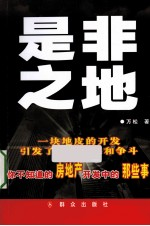 是非
之地
万松 著
一块地皮的开发
引发了 和争斗
你不知道的房地产开发中的那些事
群众出版社